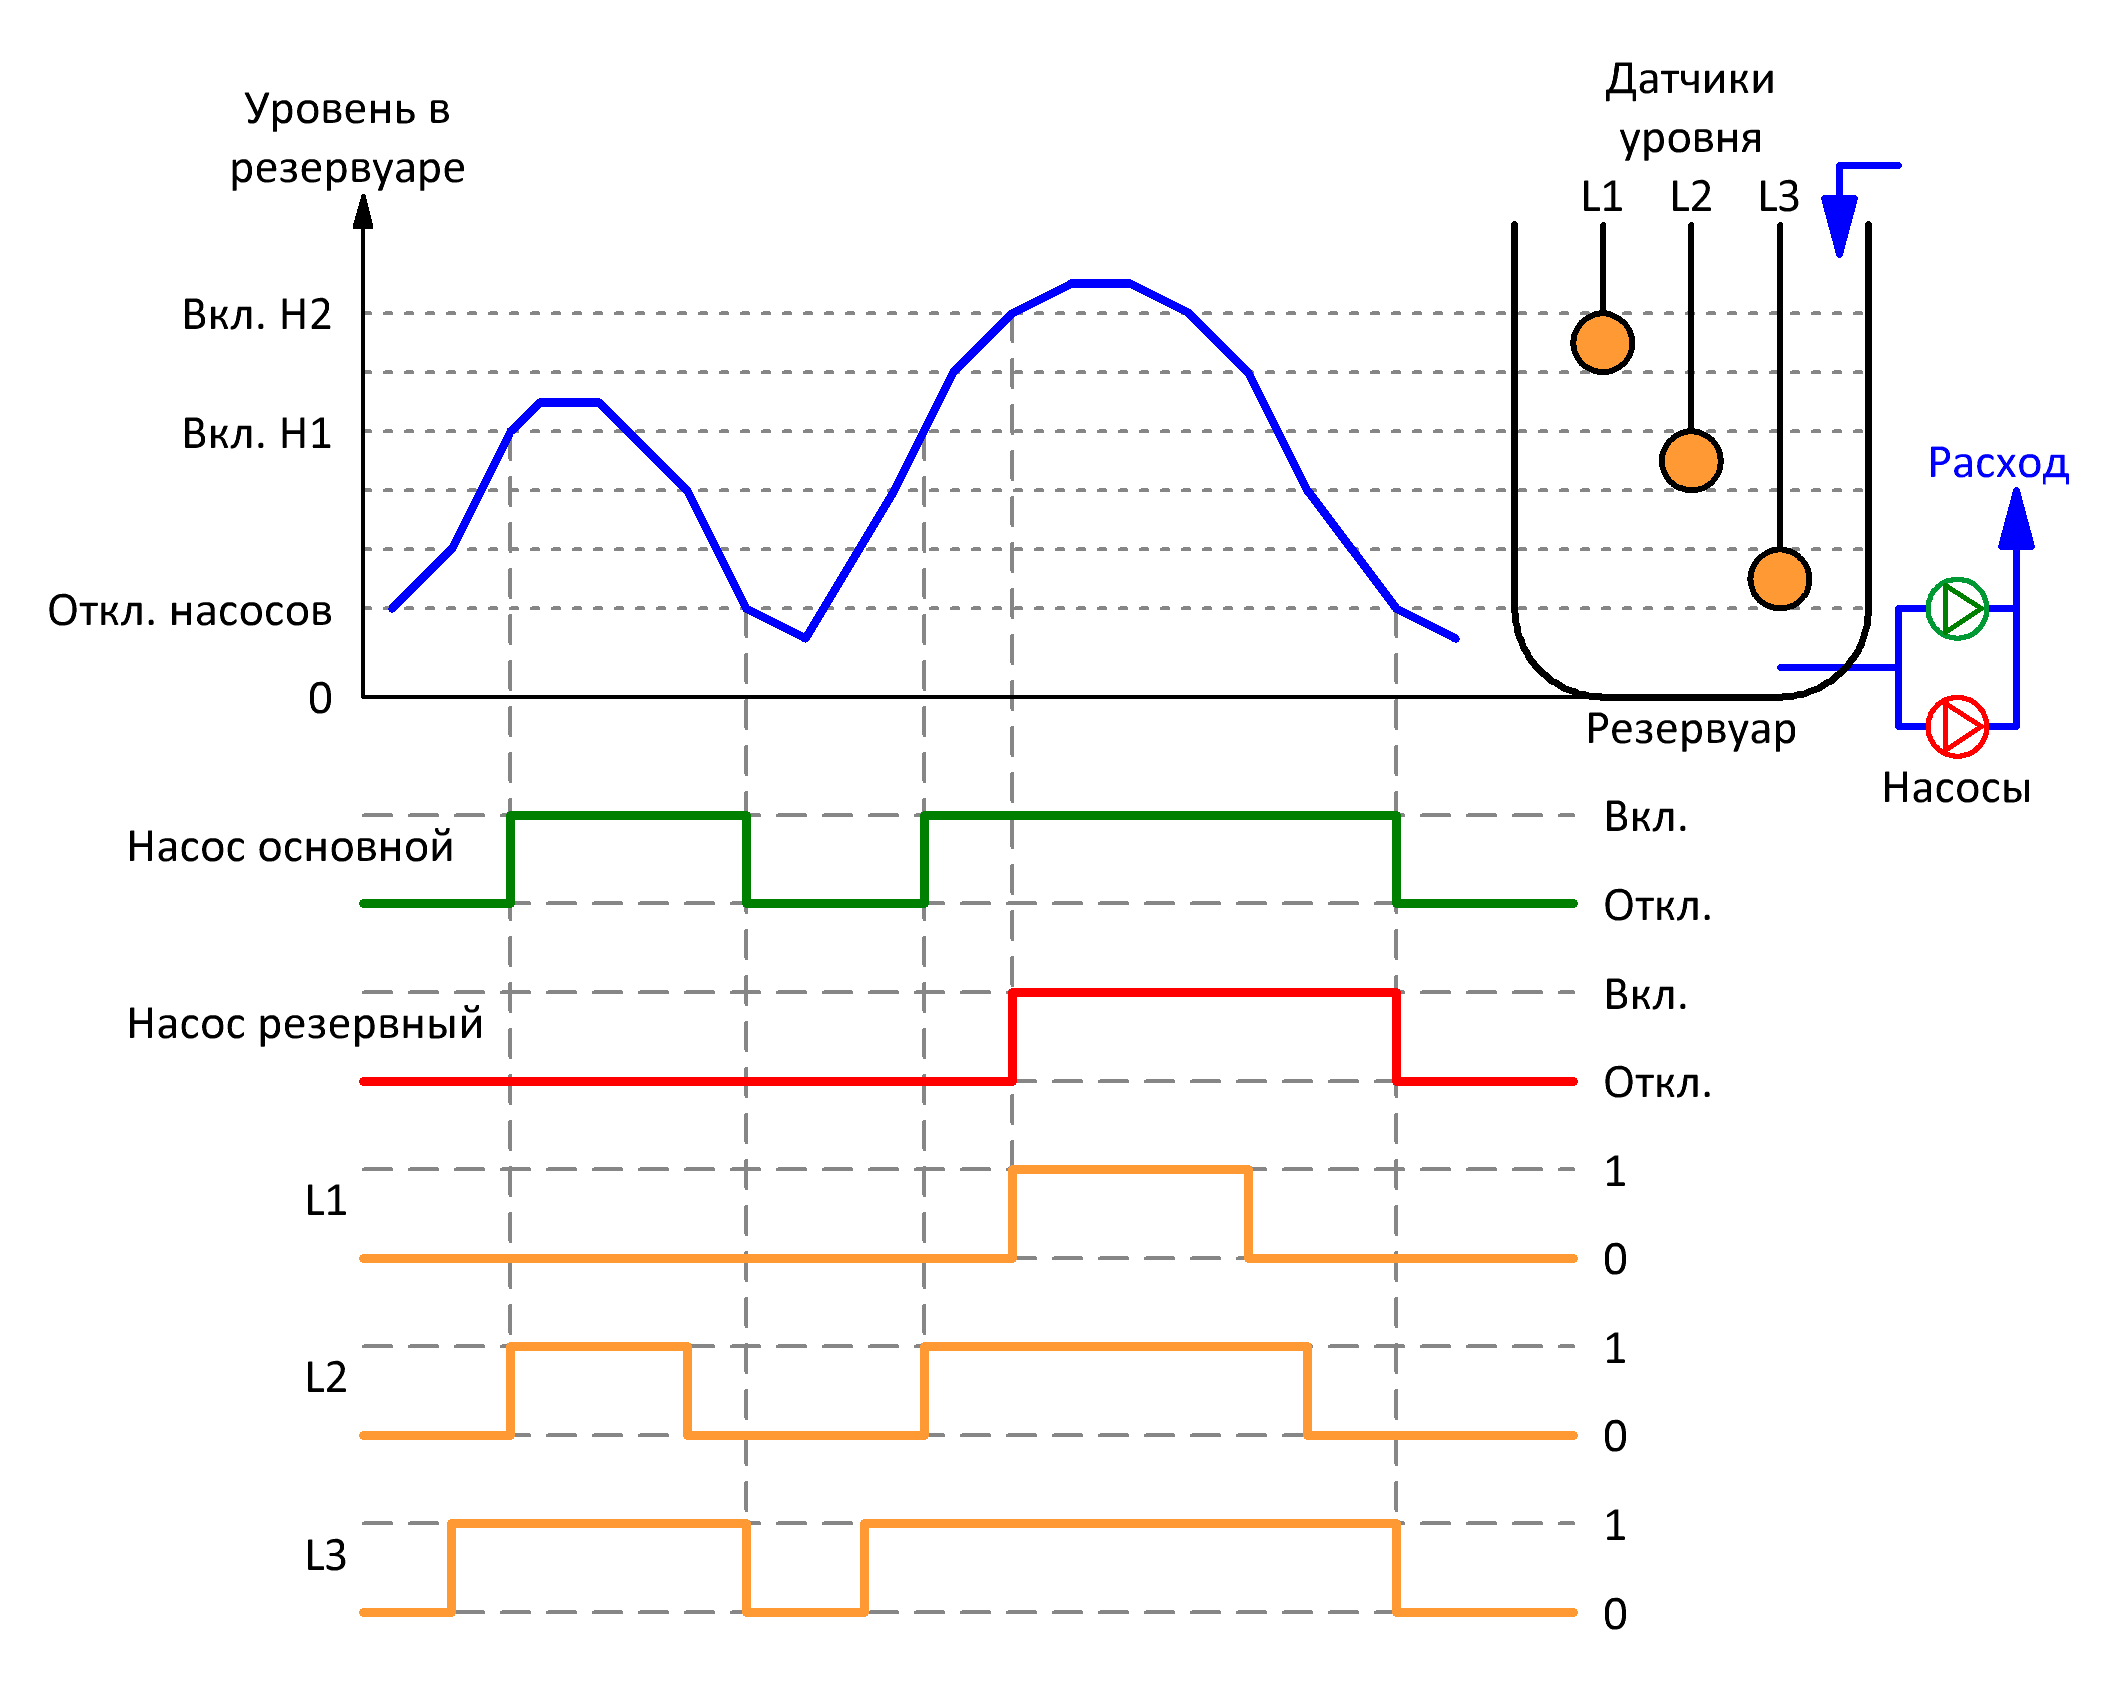 Уровень в
резервуаре
Датчики
уровня
L1 L2 L3
Вкл. Н2
Вкл. Н1
Расход
Откл. насосов
0
Резервуар
Насосы
Насос основной
Вкл.
Откл.
Насос резервный
Вкл.
Откл.
L1
1
0
L2
1
0
L3
1
0